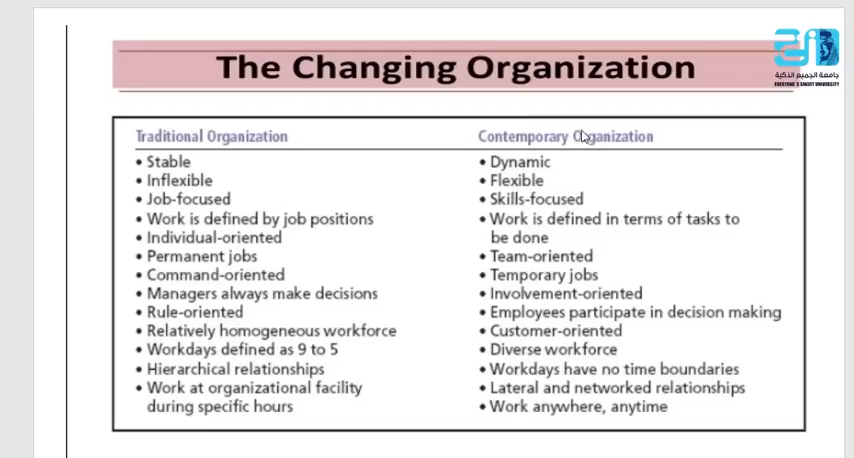 The Changing Organization
جامعة الجميع الذكية
EVERYONE'S SMART UNIVERSITY
Traditional Organization
• Stable
• Inflexible
• Job-focused
• Work is defined by job positions
• Individual-oriented
• Permanent jobs
• Command-oriented
• Managers always make decisions
• Rule-oriented
• Relatively homogeneous workforce
• Workdays defined as 9 to 5
• Hierarchical relationships
• Work at organizational facility
during specific hours
Contemporary Organization
• Dynamic
• Flexible
• Skills-focused
• Work is defined in terms of tasks to
be done
• Team-oriented
• Temporary jobs
• Involvement-oriented
• Employees participate in decision making
• Customer-oriented
• Diverse workforce
• Workdays have no time boundaries
• Lateral and networked relationships
• Work anywhere, anytime